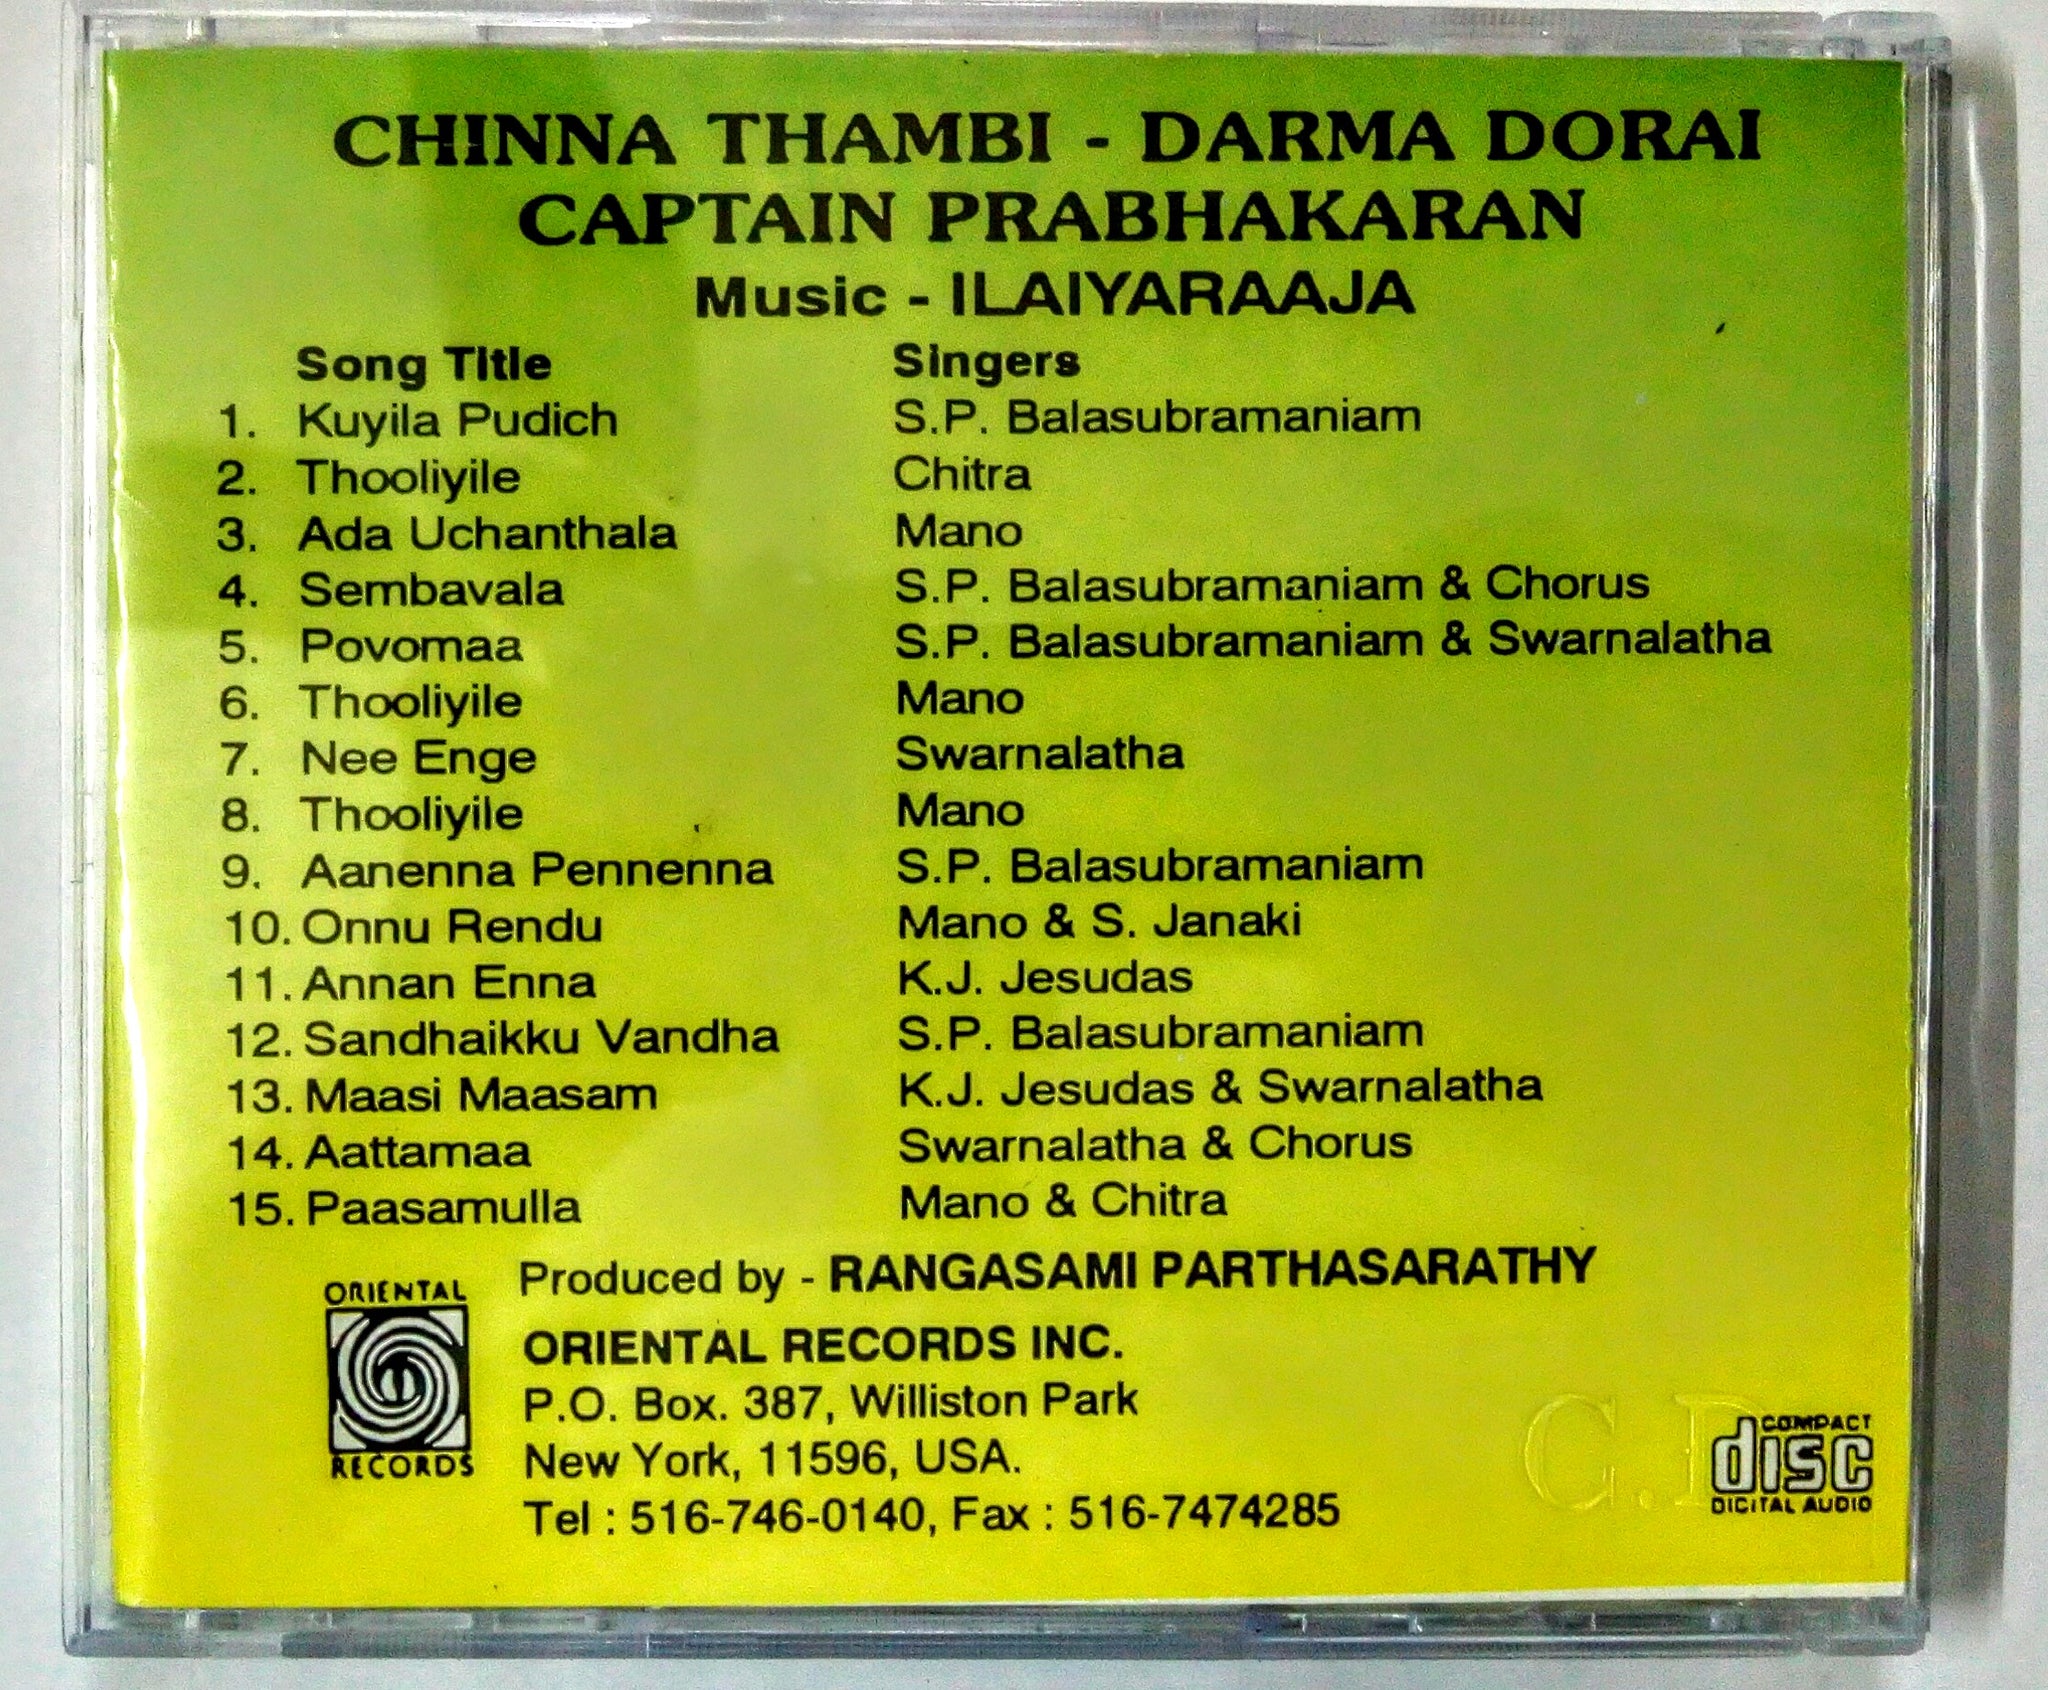 CHINNA THAMBI - DARMA DORAI
CAPTAIN PRABHAKARAN
Music - ILAIYARAAJA
Song Title Singers
1. Kuyila Pudich S.P. Balasubramaniam
2. Thooliyile Chitra
3. Ada Uchanthala Mano
4. Sembavala S.P. Balasubramaniam & Chorus
5. Povomaa S.P. Balasubramaniam & Swarnalatha
6. Thooliyile Mano
7. Nee Enge Swarnalatha
8. Thooliyile Mano
9. Aanenna Pennenna S.P. Balasubramaniam
10. Onnu Rendu Mano & S. Janaki
11. Annan Enna K.J. Jesudas
12. Sandhaikku Vandha S.P. Balasubramaniam
13. Maasi Maasam K.J. Jesudas & Swarnalatha
14. Aattamaa Swarnalatha & Chorus
15. Paasamulla Mano & Chitra
Produced by - RANGASAMI PARTHASARATHY
ORIENTAL
RECORDS
ORIENTAL RECORDS INC.
P.O. Box. 387, Williston Park
New York, 11596, USA.
Tel : 516-746-0140, Fax : 516-7474285
C.D
COMPACT
disc
DIGITAL AUDIO